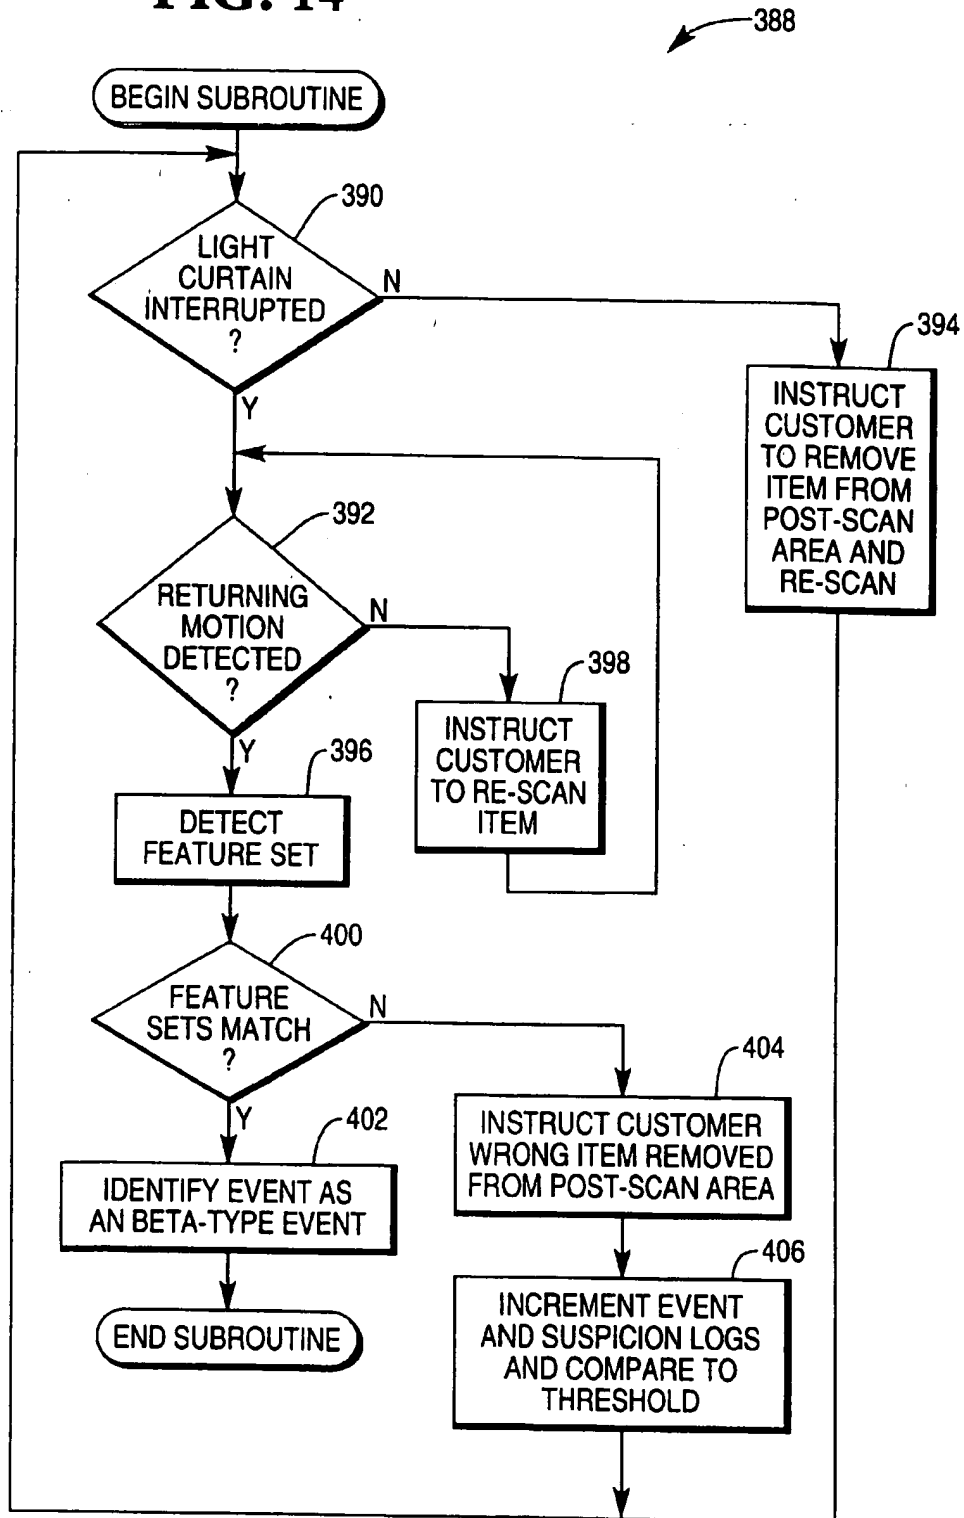 FIG. 14
388
BEGIN SUBROUTINE
390
LIGHT
CURTAIN
INTERRUPTED
?
N
Y
394
INSTRUCT
CUSTOMER
TO REMOVE
ITEM FROM
POST-SCAN
AREA AND
RE-SCAN
392
RETURNING
MOTION
DETECTED
?
N
Y
398
INSTRUCT
CUSTOMER
TO RE-SCAN
ITEM
396
DETECT
FEATURE SET
400
FEATURE
SETS MATCH
?
N
Y
404
INSTRUCT CUSTOMER
WRONG ITEM REMOVED
FROM POST-SCAN AREA
402
IDENTIFY EVENT AS
AN BETA-TYPE EVENT
406
INCREMENT EVENT
AND SUSPICION LOGS
AND COMPARE TO
THRESHOLD
END SUBROUTINE